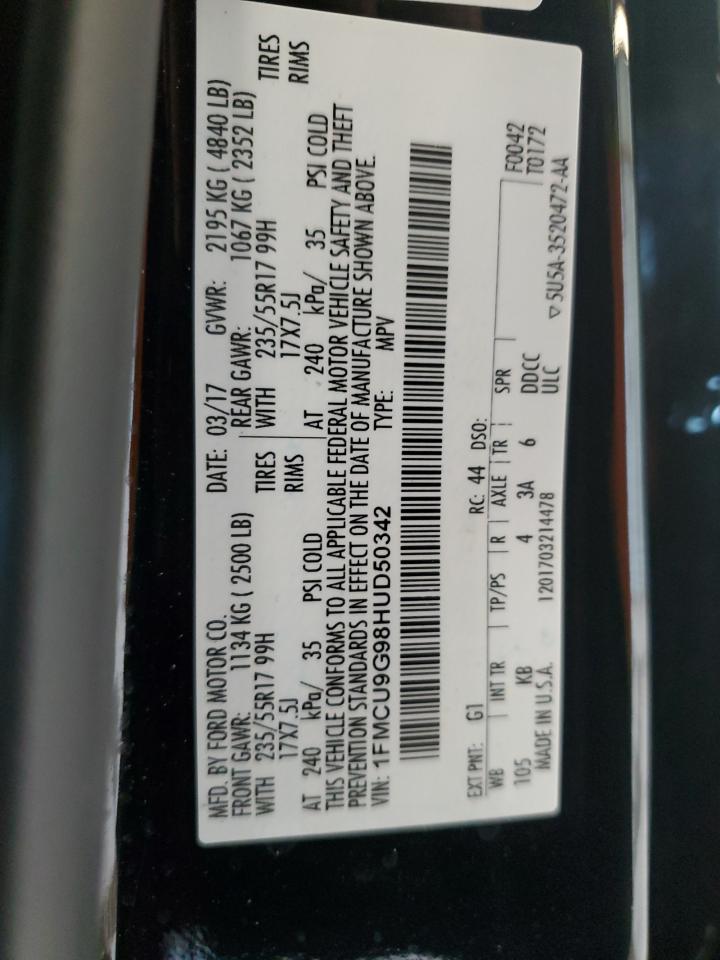 MFD. BY FORD MOTOR CO.
DATE: 03/17 GVWR: 2195 KG ( 4840 LB)
FRONT GAWR: 1134 KG ( 2500 LB) REAR GAWR: 1067 KG ( 2352 LB)
WITH 235/55R17 99H TIRES WITH 235/55R17 99H TIRES
17X7.5J RIMS 17X7.5J RIMS
AT 240 kPa/ 35 PSI COLD AT 240 kPa/ 35 PSI COLD
THIS VEHICLE CONFORMS TO ALL APPLICABLE FEDERAL MOTOR VEHICLE SAFETY AND THEFT
PREVENTION STANDARDS IN EFFECT ON THE DATE OF MANUFACTURE SHOWN ABOVE.
VIN: 1FMCU9G98HUD50342 TYPE: MPV
EXT PNT: G1 RC: 44 DSO:
WB INT TR TP/PS R AXLE TR SPR
105 KB 4 3A 6 DDCC F0042
MADE IN U.S.A. 1201703214478 ULC T0172
▽ 5U5A-3520472-AA